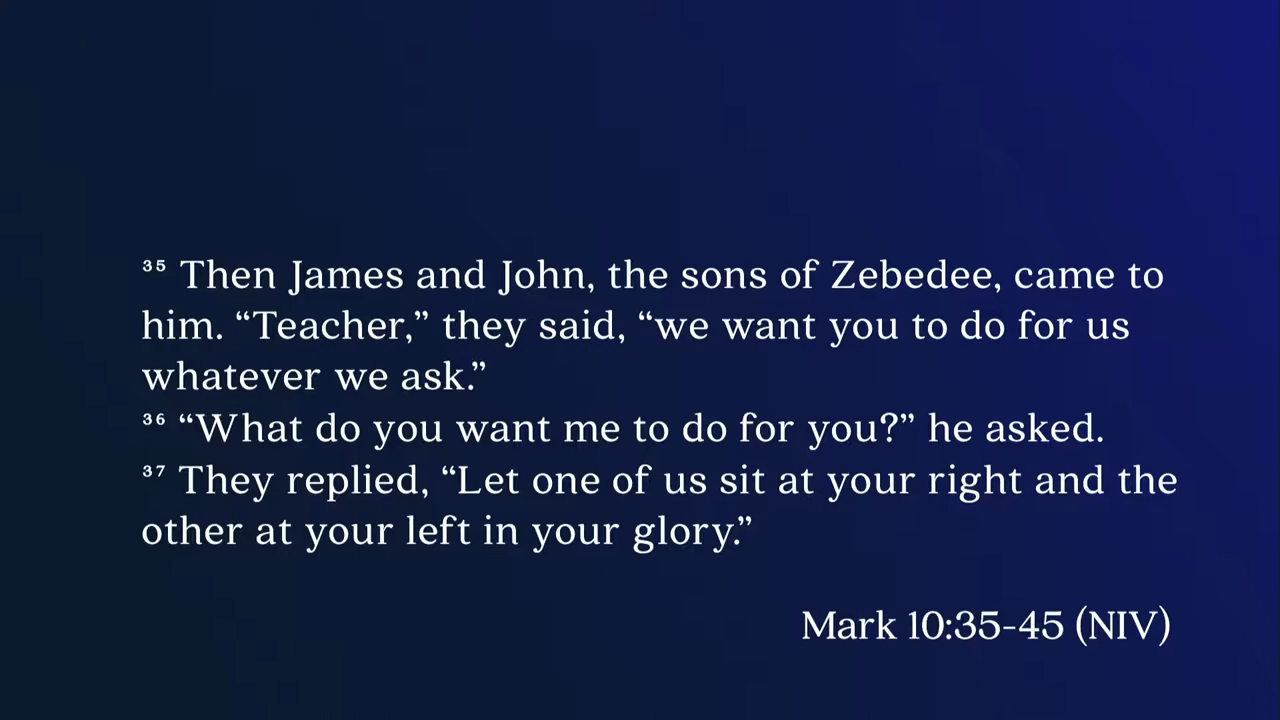 ³⁵ Then James and John, the sons of Zebedee, came to
him. “Teacher,” they said, “we want you to do for us
whatever we ask.”
³⁶ “What do you want me to do for you?” he asked.
³⁷ They replied, “Let one of us sit at your right and the
other at your left in your glory.”
Mark 10:35-45 (NIV)